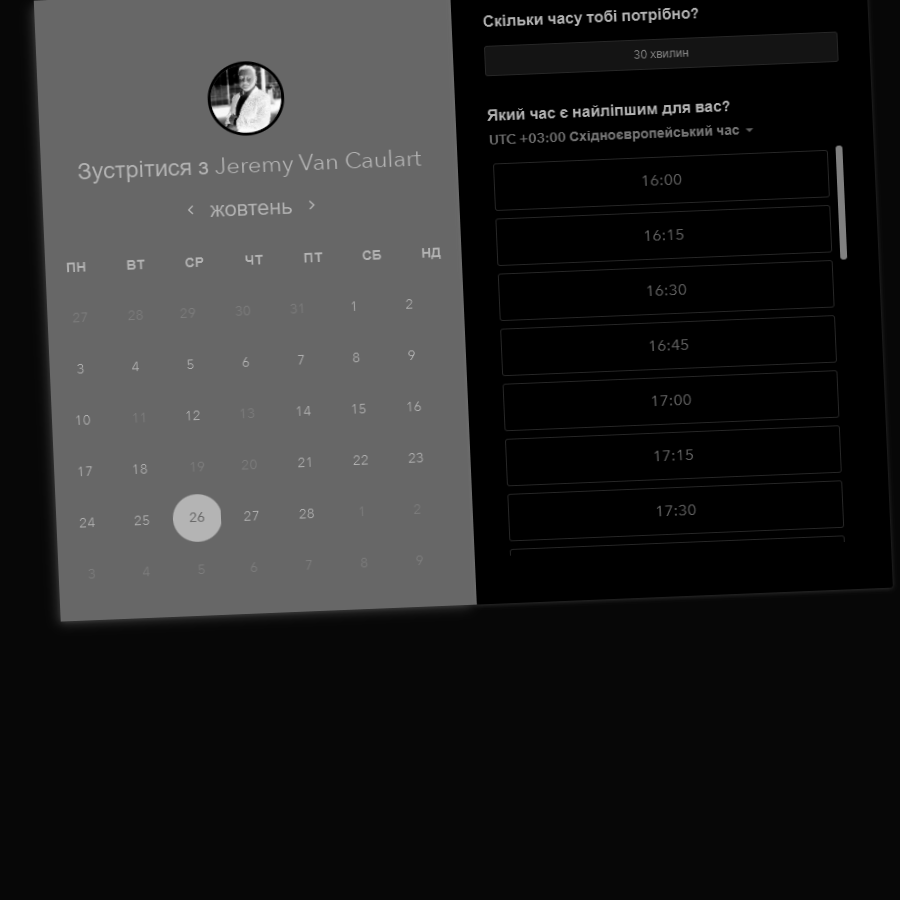 Зустрітися з Jeremy Van Caulart
жовтень
ПН ВТ СР ЧТ ПТ СБ НД
27 28 29 30 31 1 2
3 4 5 6 7 8 9
10 11 12 13 14 15 16
17 18 19 20 21 22 23
24 25 26 27 28 1 2
3 4 5 6 7 8 9
Скільки часу тобі потрібно?
30 хвилин
Який час є найліпшим для вас?
UTC +03:00 Східноєвропейський час
16:00
16:15
16:30
16:45
17:00
17:15
17:30